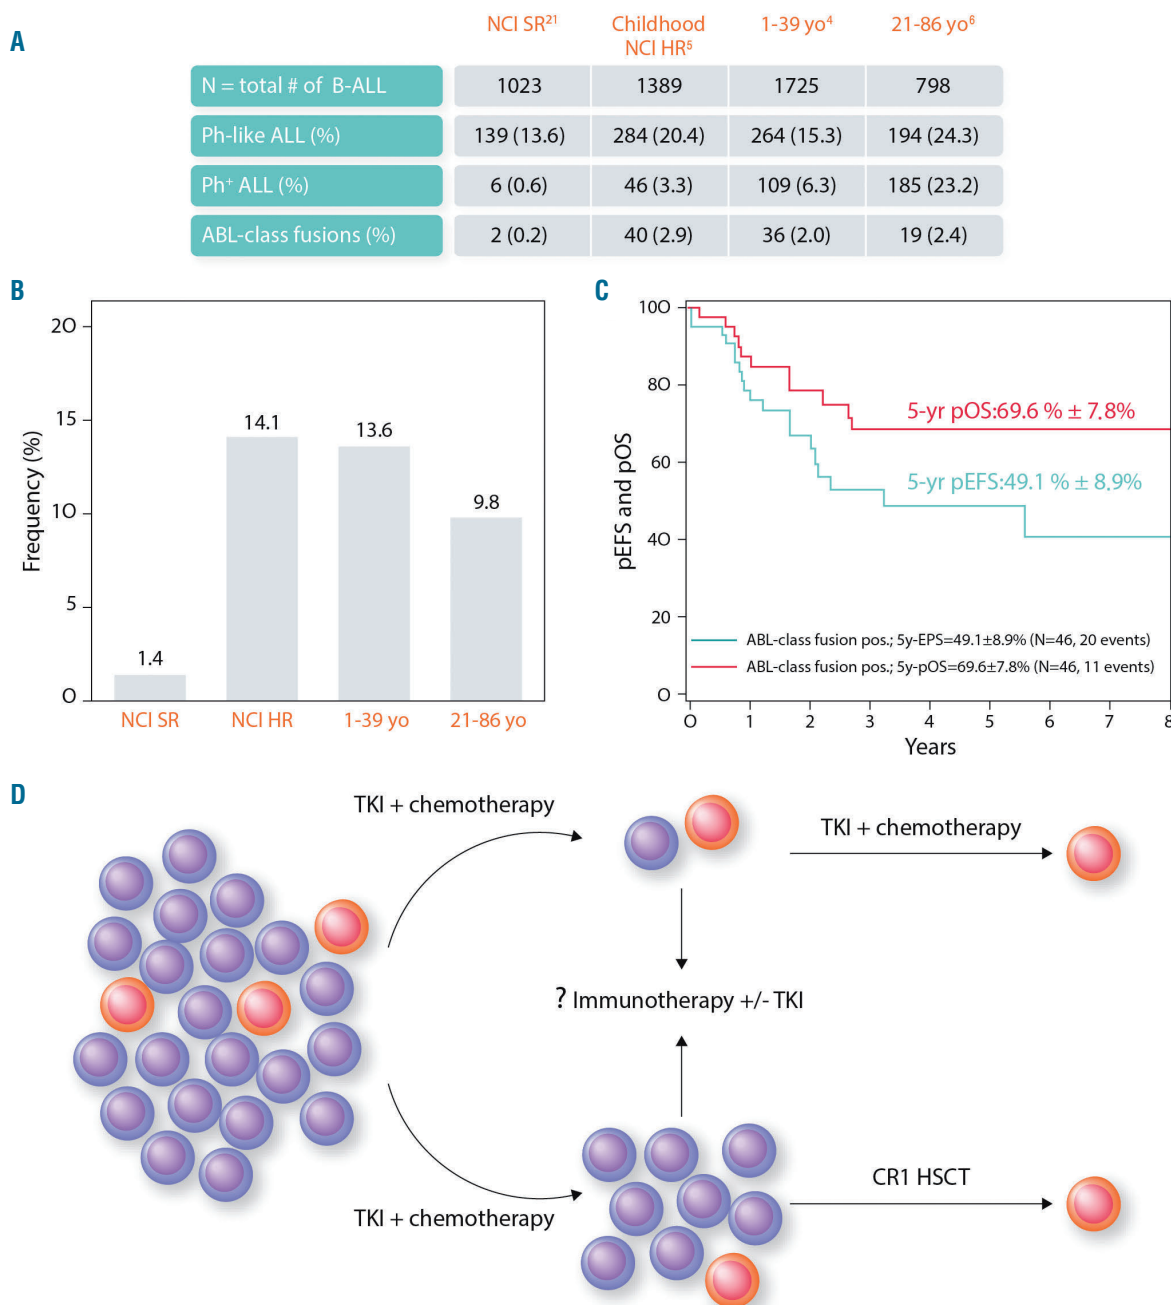 A
NCI SR²¹
Childhood
NCI HR⁵
1-39 yo⁴
21-86 yo⁶
N = total # of B-ALL 1023 1389 1725 798
Ph-like ALL (%) 139 (13.6) 284 (20.4) 264 (15.3) 194 (24.3)
Ph⁺ ALL (%) 6 (0.6) 46 (3.3) 109 (6.3) 185 (23.2)
ABL-class fusions (%) 2 (0.2) 40 (2.9) 36 (2.0) 19 (2.4)
B
Frequency (%)
20
15
10
5
0
1.4
14.1
13.6
9.8
NCI SR NCI HR 1-39 yo 21-86 yo
C
pEFS and pOS
100
80
60
40
20
0
5-yr pOS:69.6 % ± 7.8%
5-yr pEFS:49.1 % ± 8.9%
ABL-class fusion pos.; 5y-EPS=49.1±8.9% (N=46, 20 events)
ABL-class fusion pos.; 5y-pOS=69.6±7.8% (N=46, 11 events)
0 1 2 3 4 5 6 7 8
Years
D
TKI + chemotherapy
TKI + chemotherapy
? Immunotherapy +/- TKI
TKI + chemotherapy
CR1 HSCT